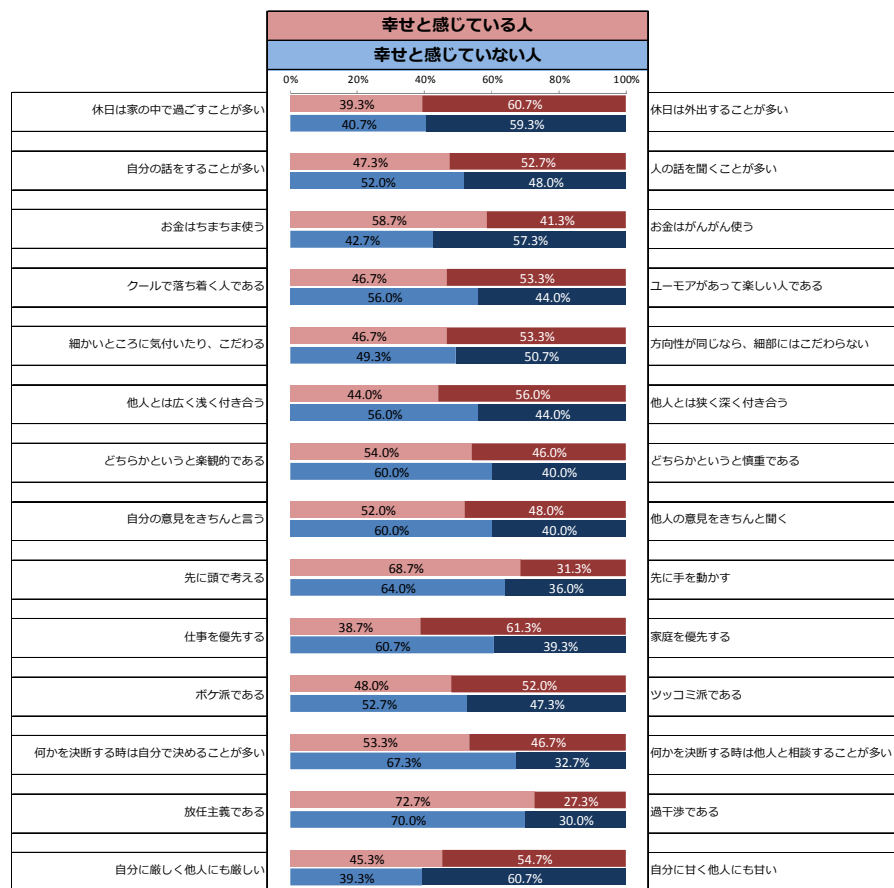 幸せと感じている人
幸せと感じていない人
0% 20% 40% 60% 80% 100%
休日は家の中で過ごすことが多い 39.3% 60.7% 休日は外出することが多い
40.7% 59.3%
自分の話をすることが多い 47.3% 52.7% 人の話を聞くことが多い
52.0% 48.0%
お金はちまちま使う 58.7% 41.3% お金はがんがん使う
42.7% 57.3%
クールで落ち着く人である 46.7% 53.3% ユーモアがあって楽しい人である
56.0% 44.0%
細かいところに気付いたり、こだわる 46.7% 53.3% 方向性が同じなら、細部にはこだわらない
49.3% 50.7%
他人とは広く浅く付き合う 44.0% 56.0% 他人とは狭く深く付き合う
56.0% 44.0%
どちらかというと楽観的である 54.0% 46.0% どちらかというと慎重である
60.0% 40.0%
自分の意見をきちんと言う 52.0% 48.0% 他人の意見をきちんと聞く
60.0% 40.0%
先に頭で考える 68.7% 31.3% 先に手を動かす
64.0% 36.0%
仕事を優先する 38.7% 61.3% 家庭を優先する
60.7% 39.3%
ボケ派である 48.0% 52.0% ツッコミ派である
52.7% 47.3%
何かを決断する時は自分で決めることが多い 53.3% 46.7% 何かを決断する時は他人と相談することが多い
67.3% 32.7%
放任主義である 72.7% 27.3% 過干渉である
70.0% 30.0%
自分に厳しく他人にも厳しい 45.3% 54.7% 自分に甘く他人にも甘い
39.3% 60.7%